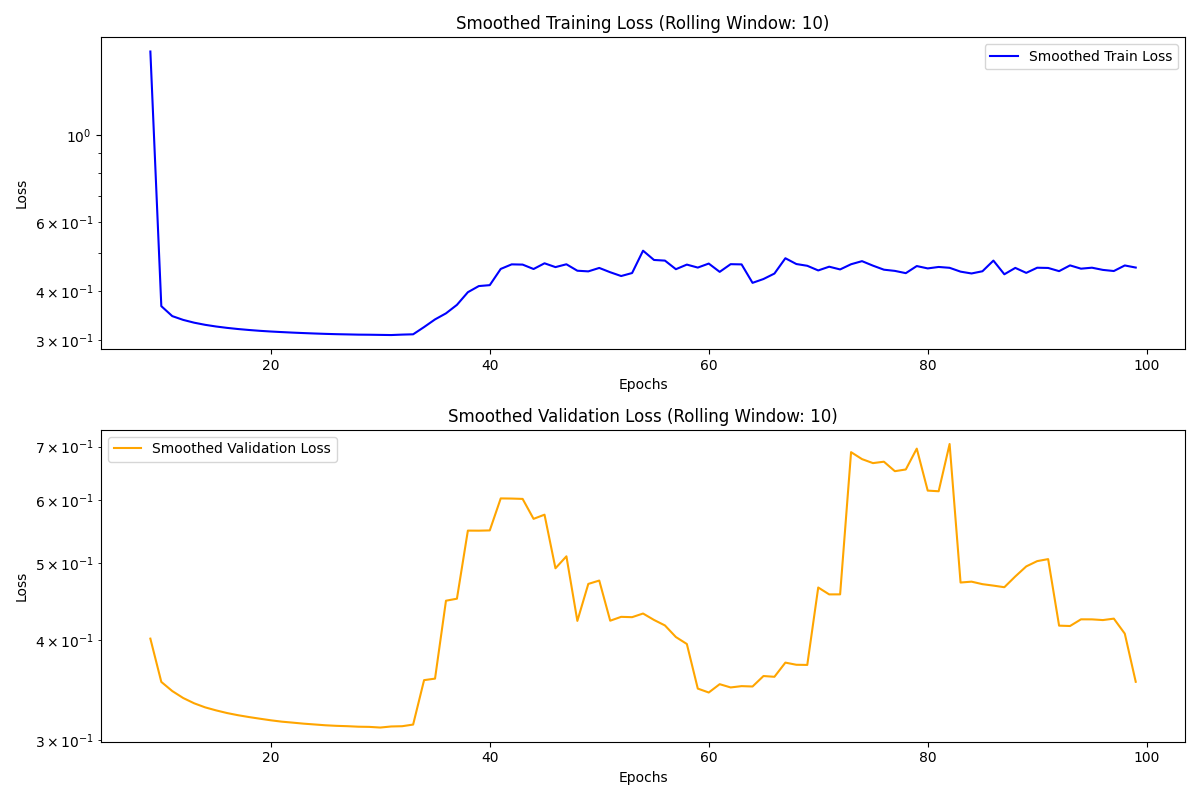 Smoothed Training Loss (Rolling Window: 10)
Smoothed Train Loss
10⁰
6 × 10⁻¹
4 × 10⁻¹
3 × 10⁻¹
Loss
20 40 60 80 100
Epochs
Smoothed Validation Loss (Rolling Window: 10)
Smoothed Validation Loss
7 × 10⁻¹
6 × 10⁻¹
5 × 10⁻¹
4 × 10⁻¹
3 × 10⁻¹
Loss
20 40 60 80 100
Epochs